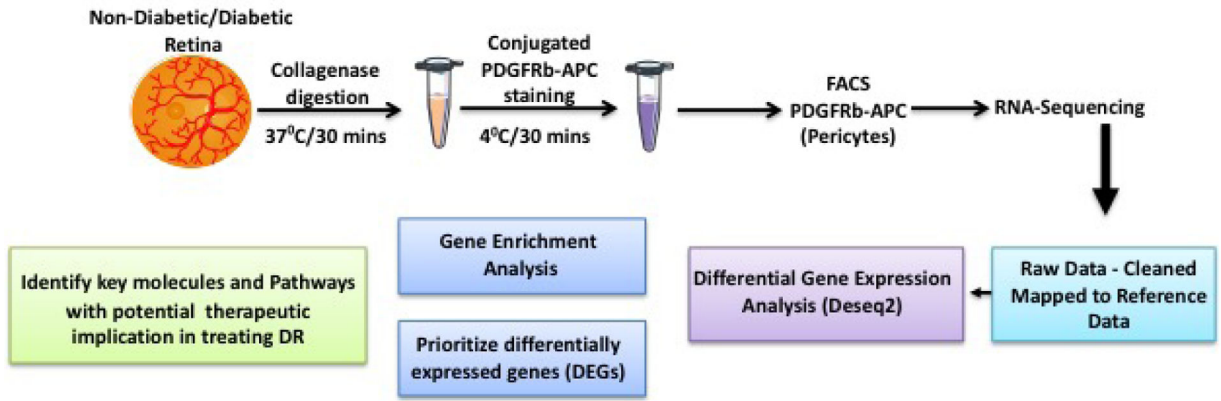 Non-Diabetic/Diabetic
Retina
Collagenase
digestion
37⁰C/30 mins
Conjugated
PDGFRb-APC
staining
4⁰C/30 mins
FACS
PDGFRb-APC
(Pericytes)
RNA-Sequencing
Raw Data - Cleaned
Mapped to Reference
Data
Differential Gene Expression
Analysis (Deseq2)
Gene Enrichment
Analysis
Prioritize differentially
expressed genes (DEGs)
Identify key molecules and Pathways
with potential therapeutic
implication in treating DR